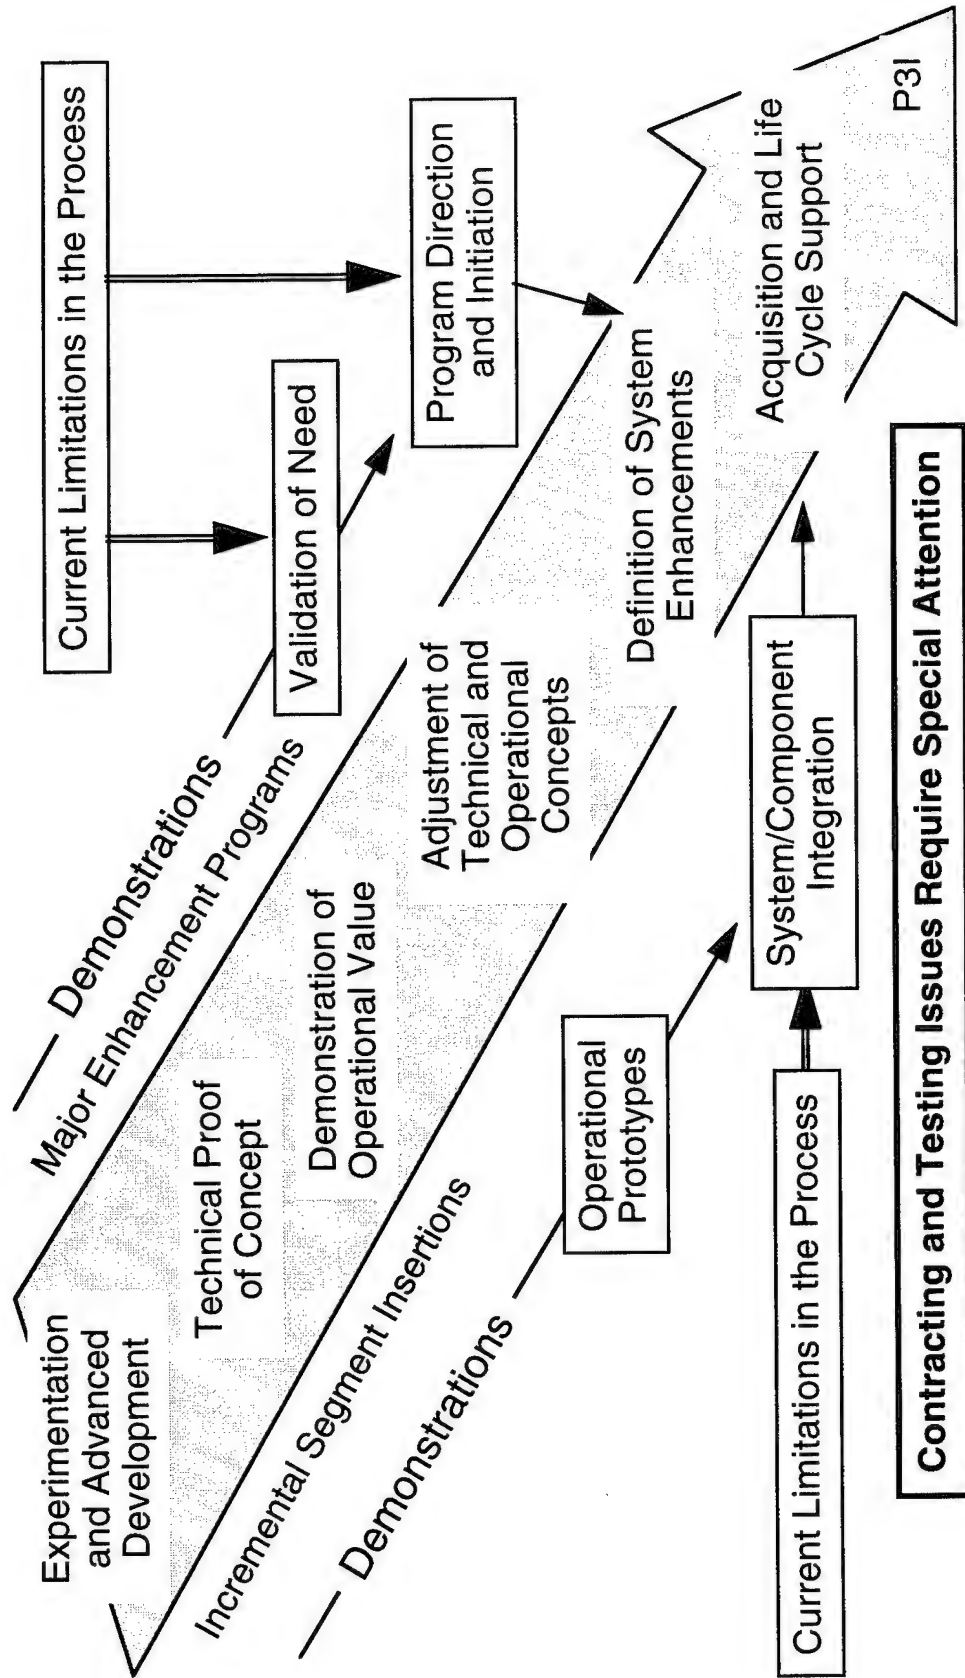 Current Limitations in the Process
Experimentation
and Advanced
Development
Demonstrations
Major Enhancement Programs
Validation of Need
Technical Proof
of Concept
Program Direction
and Initiation
Demonstration of
Operational Value
Adjustment of
Technical and
Operational
Concepts
Incremental Segment Insertions
Definition of System
Enhancements
Demonstrations
Operational
Prototypes
Acquisition and Life
Cycle Support
System/Component
Integration
P3I
Current Limitations in the Process
Contracting and Testing Issues Require Special Attention